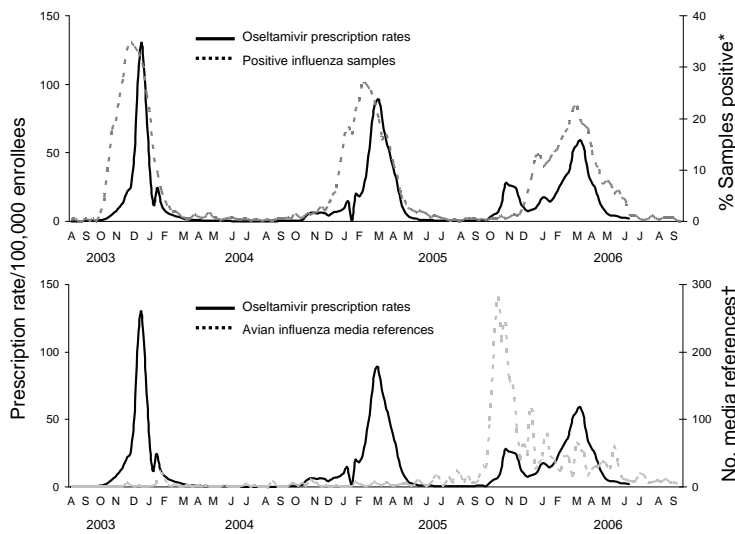 150
100
50
0
40
30
20
10
0
Oseltamivir prescription rates
Positive influenza samples
Prescription rate/100,000 enrollees
% Samples positive*
A S O N D J F M A M J J A S O N D J F M A M J J A S O N D J F M A M J J A S
2003 2004 2005 2006
150
100
50
0
300
200
100
0
Oseltamivir prescription rates
Avian influenza media references
No. media references†
A S O N D J F M A M J J A S O N D J F M A M J J A S O N D J F M A M J J A S
2003 2004 2005 2006